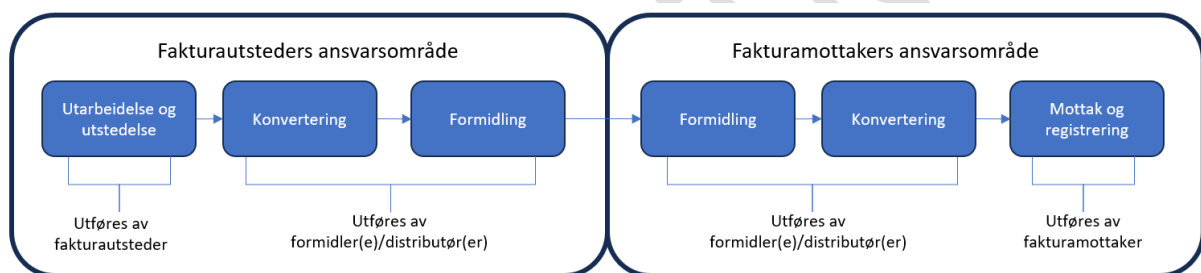 Fakturautsteders ansvarsområde
Utarbeidelse og
utstedelse
Konvertering
Formidling
Utføres av
fakturautsteder
Utføres av
formidler(e)/distributør(er)
Fakturamottakers ansvarsområde
Formidling
Konvertering
Mottak og
registrering
Utføres av
formidler(e)/distributør(er)
Utføres av
fakturamottaker